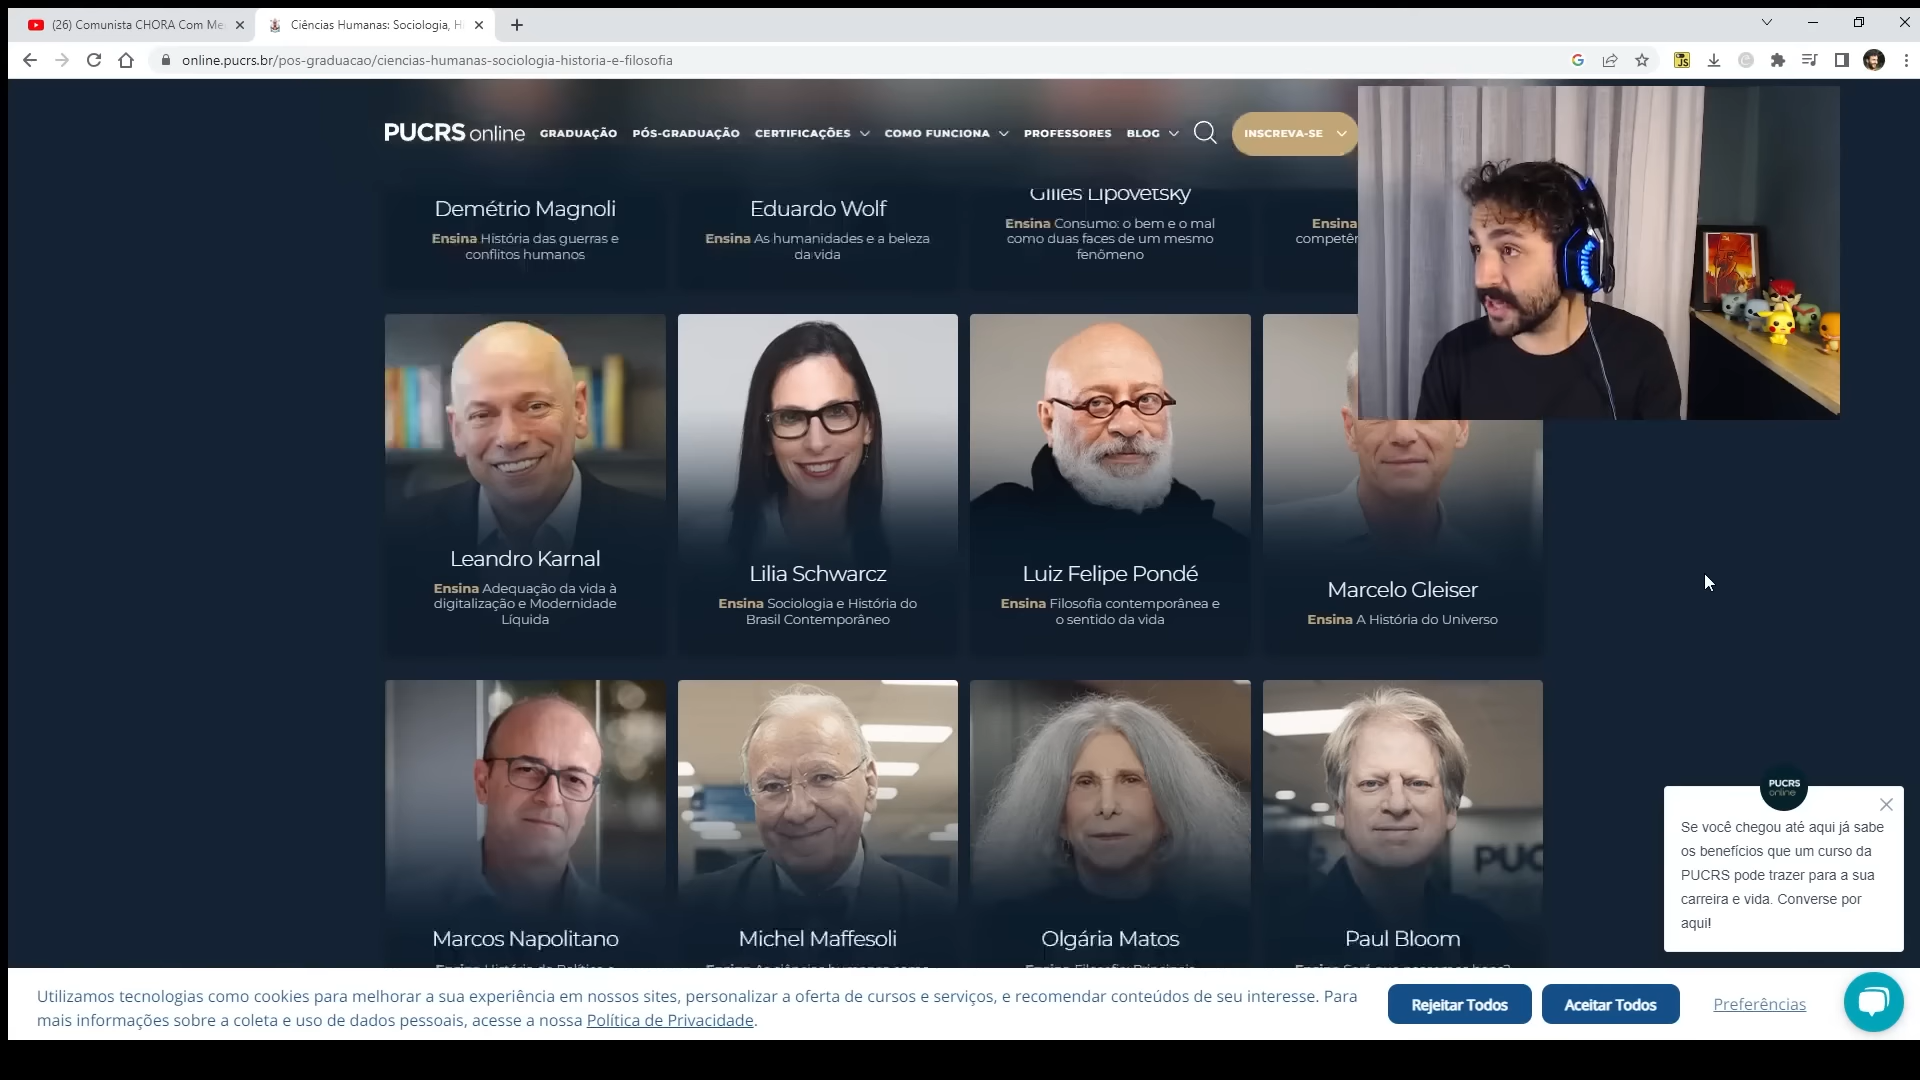 (26) Comunista CHORA Com Me
Ciências Humanas: Sociologia, H
online.pucrs.br/pos-graduacao/ciencias-humanas-sociologia-historia-e-filosofia
PUCRS online
GRADUAÇÃO
PÓS-GRADUAÇÃO
CERTIFICAÇÕES
COMO FUNCIONA
PROFESSORES
BLOG
INSCREVA-SE
Demétrio Magnoli
Ensina História das guerras e
conflitos humanos
Eduardo Wolf
Ensina As humanidades e a beleza
da vida
Gilles Lipovetsky
Ensina Consumo: o bem e o mal
como duas faces de um mesmo
fenômeno
Ensina
competên
Leandro Karnal
Ensina Adequação da vida à
digitalização e Modernidade
Líquida
Lilia Schwarcz
Ensina Sociologia e História do
Brasil Contemporâneo
Luiz Felipe Pondé
Ensina Filosofia contemporânea e
o sentido da vida
Marcelo Gleiser
Ensina A História do Universo
PUC
Marcos Napolitano
Michel Maffesoli
Olgária Matos
Paul Bloom
PUCRS
online
Se você chegou até aqui já sabe
os benefícios que um curso da
PUCRS pode trazer para a sua
carreira e vida. Converse por
aqui!
Utilizamos tecnologias como cookies para melhorar a sua experiência em nossos sites, personalizar a oferta de cursos e serviços, e recomendar conteúdos de seu interesse. Para
mais informações sobre a coleta e uso de dados pessoais, acesse a nossa Política de Privacidade.
Rejeitar Todos
Aceitar Todos
Preferências